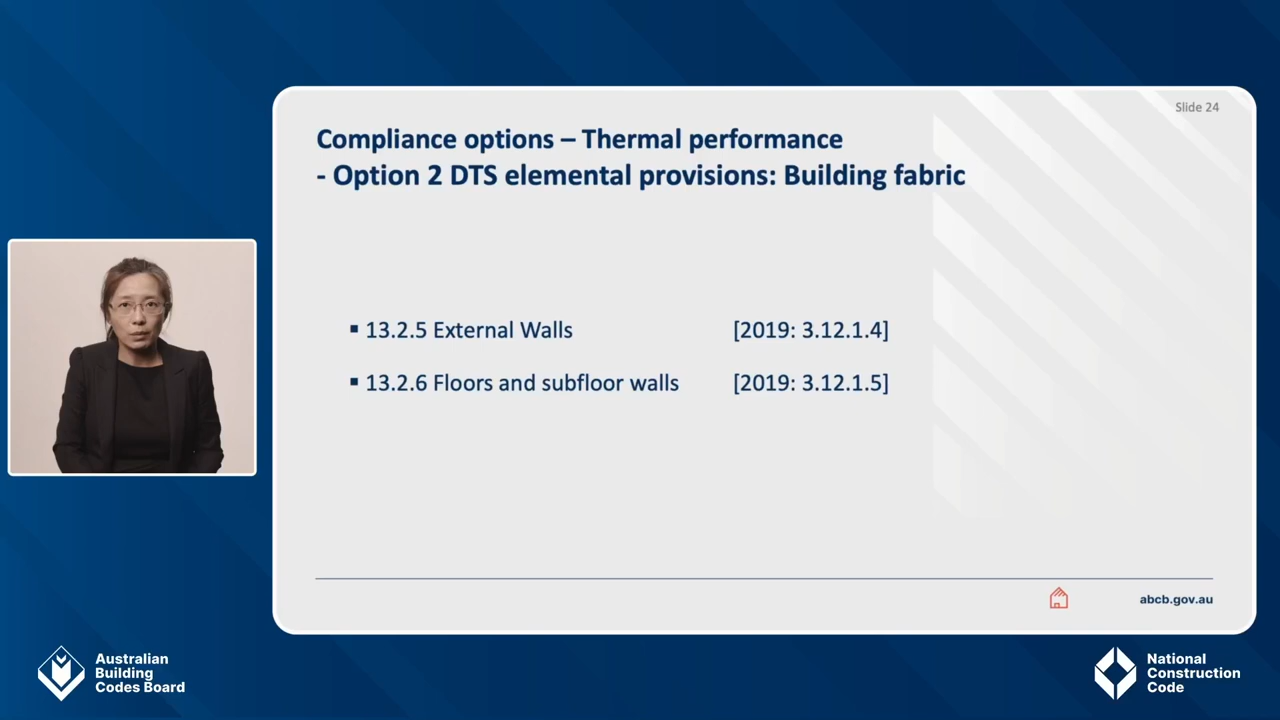 Slide 24
Compliance options – Thermal performance
- Option 2 DTS elemental provisions: Building fabric
▪ 13.2.5 External Walls [2019: 3.12.1.4]
▪ 13.2.6 Floors and subfloor walls [2019: 3.12.1.5]
abcb.gov.au
Australian
Building
Codes Board
National
Construction
Code